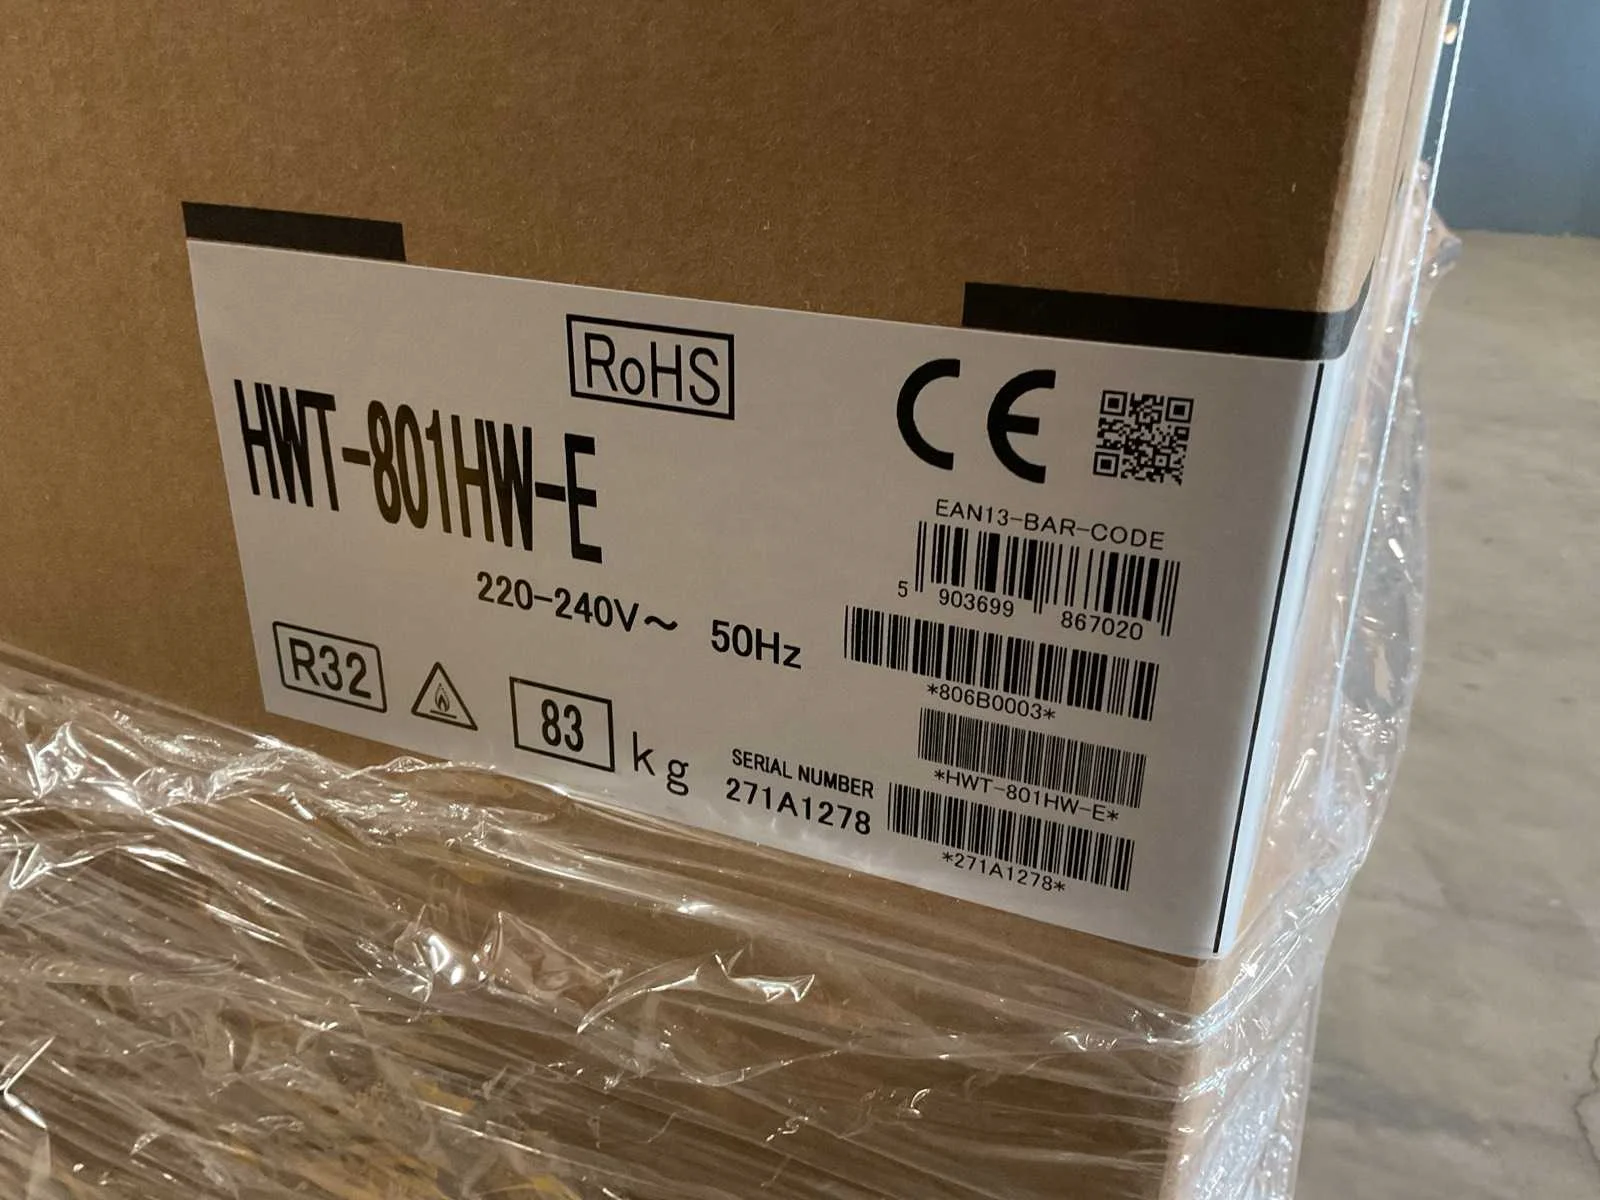 RoHS
CE
HWT-801HW-E
EAN13-BAR-CODE
5 903699 867020
220-240V~ 50Hz
*806B0003*
R32
83 kg
*HWT-801HW-E*
SERIAL NUMBER
271A1278
*271A1278*